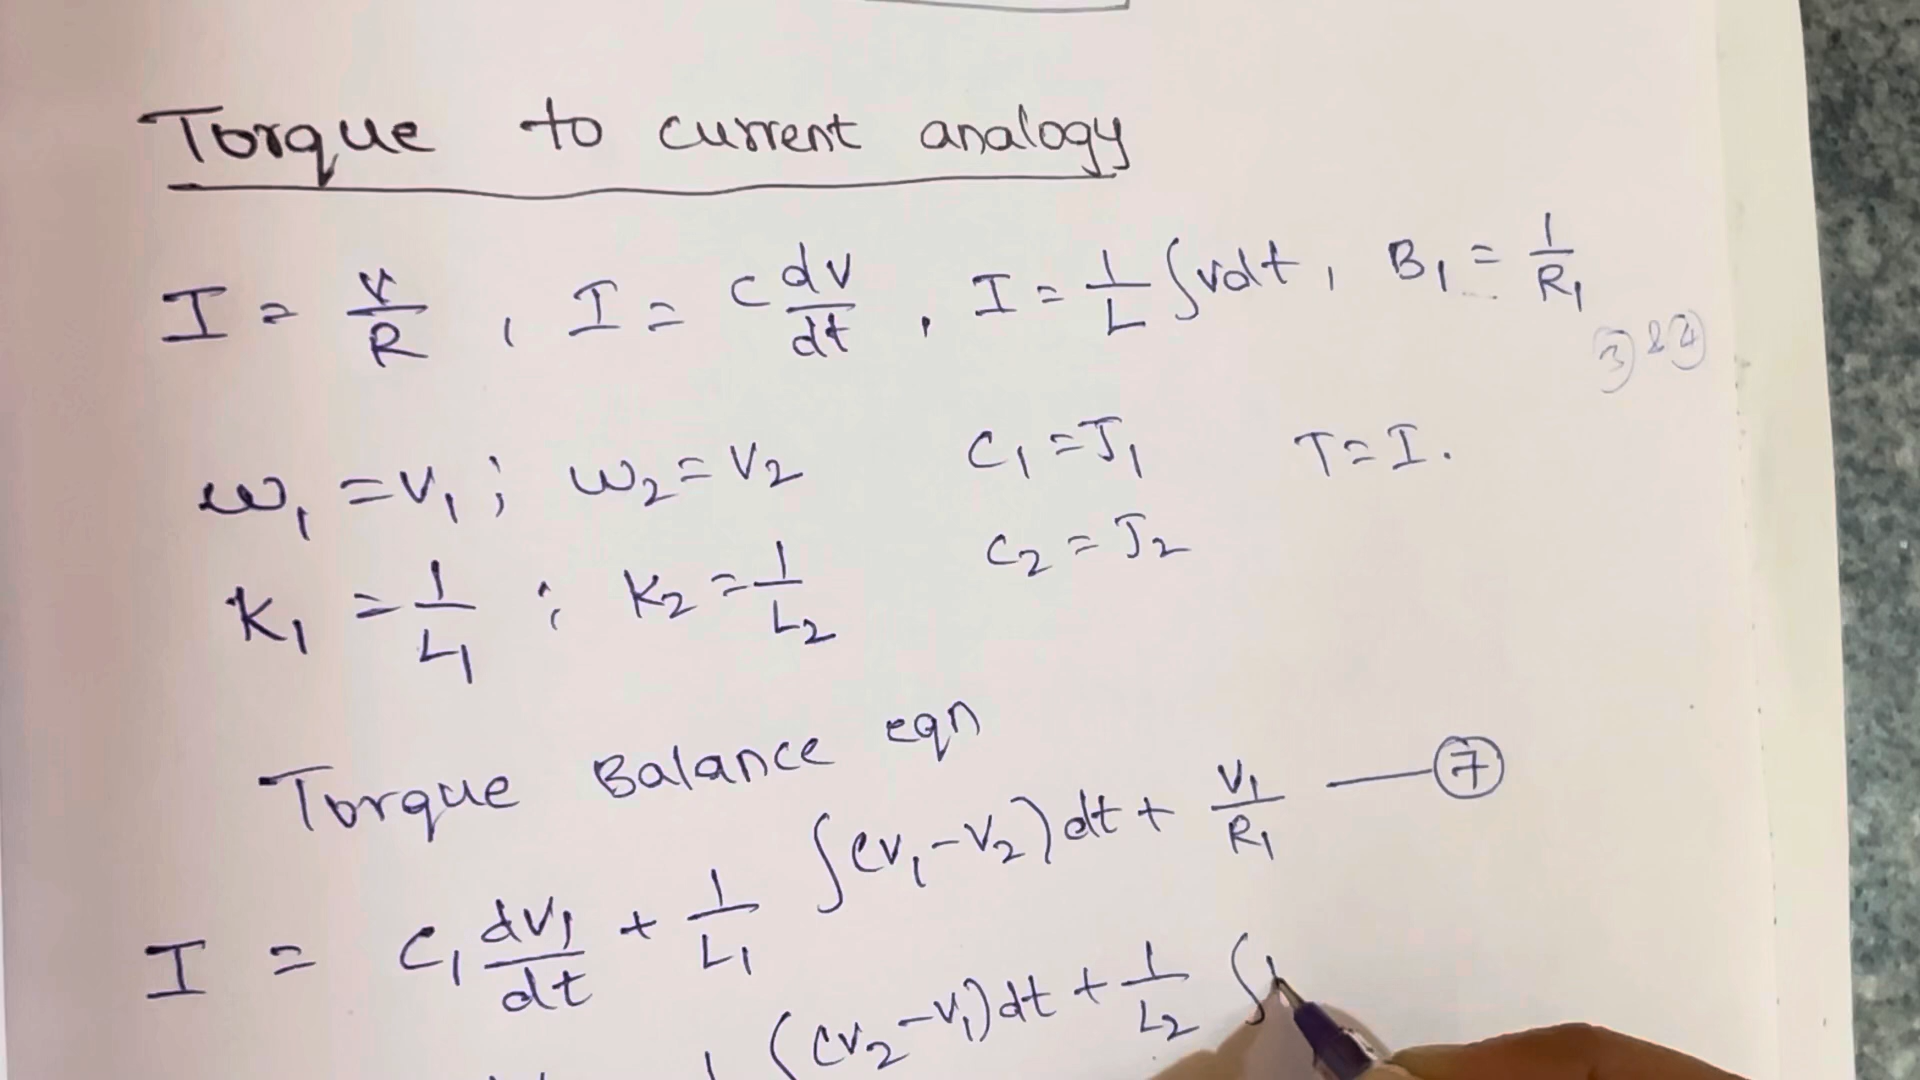 Torque to current analogy
I = V/R , I = C dv/dt , I = 1/L ∫vdt , B₁ = 1/R₁
③ & ④
ω₁ = V₁ ; ω₂ = V₂ C₁ = J₁ T = I .
K₁ = 1/L₁ ; K₂ = 1/L₂ C₂ = J₂
Torque Balance eqn
I = C₁ dV₁/dt + 1/L₁ ∫(V₁-V₂)dt + V₁/R₁ — ⑦
∫(V₂-V₁)dt + 1/L₂ ∫